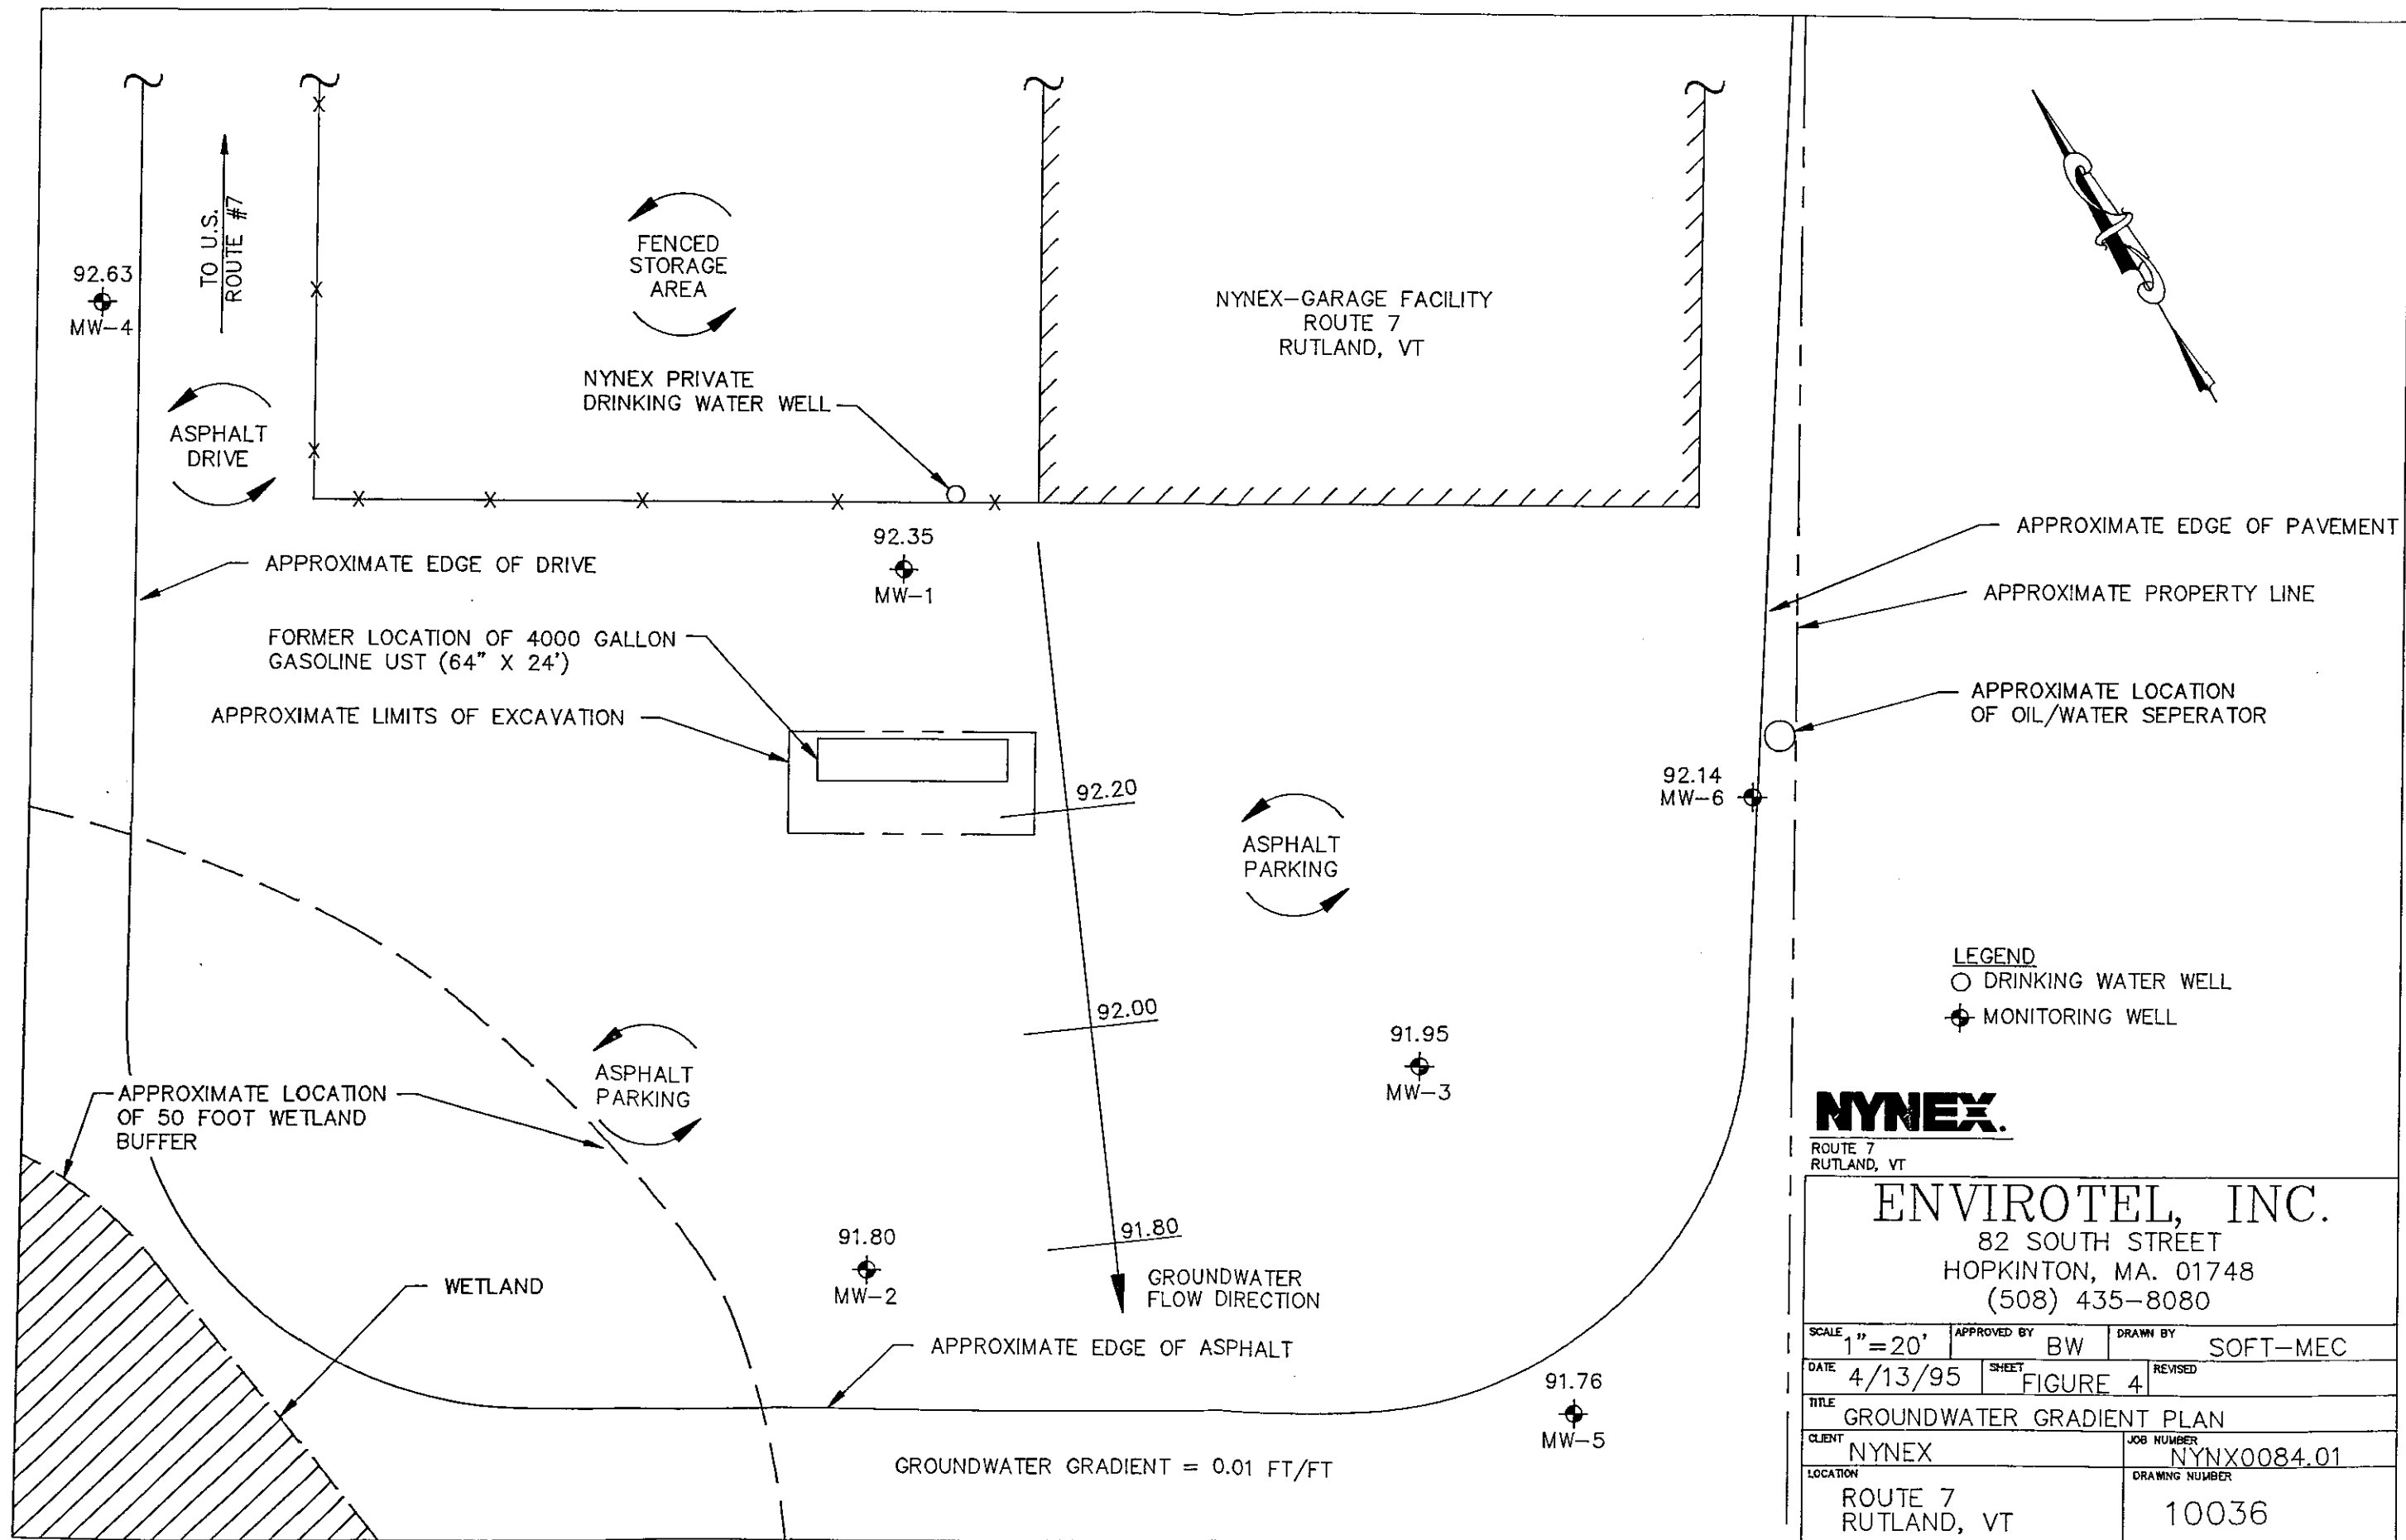 TO U.S.
ROUTE #7
92.63
MW-4
FENCED
STORAGE
AREA
NYNEX-GARAGE FACILITY
ROUTE 7
RUTLAND, VT
NYNEX PRIVATE
DRINKING WATER WELL
ASPHALT
DRIVE
92.35
MW-1
APPROXIMATE EDGE OF DRIVE
APPROXIMATE EDGE OF PAVEMENT
APPROXIMATE PROPERTY LINE
FORMER LOCATION OF 4000 GALLON
GASOLINE UST (64" X 24')
APPROXIMATE LIMITS OF EXCAVATION
APPROXIMATE LOCATION
OF OIL/WATER SEPERATOR
92.20
92.14
MW-6
ASPHALT
PARKING
92.00
91.95
MW-3
LEGEND
DRINKING WATER WELL
MONITORING WELL
ASPHALT
PARKING
APPROXIMATE LOCATION
OF 50 FOOT WETLAND
BUFFER
91.80
91.80
MW-2
WETLAND
GROUNDWATER
FLOW DIRECTION
APPROXIMATE EDGE OF ASPHALT
91.76
MW-5
GROUNDWATER GRADIENT = 0.01 FT/FT
NYNEX.
ROUTE 7
RUTLAND, VT
ENVIROTEL, INC.
82 SOUTH STREET
HOPKINTON, MA. 01748
(508) 435-8080
SCALE 1"=20' APPROVED BY BW DRAWN BY SOFT-MEC
DATE 4/13/95 SHEET FIGURE 4 REVISED
TITLE GROUNDWATER GRADIENT PLAN
CLIENT NYNEX JOB NUMBER NYNX0084.01
LOCATION ROUTE 7 RUTLAND, VT DRAWING NUMBER 10036